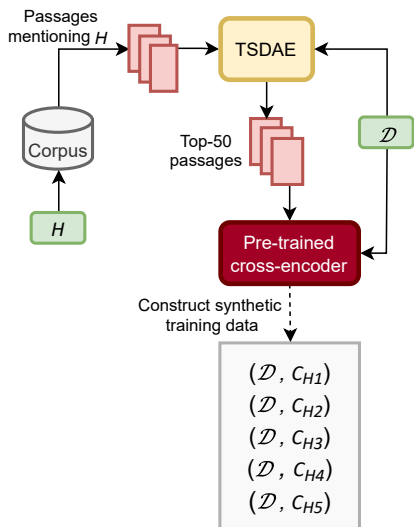 Passages
mentioning H
TSDAE
Corpus
Top-50
passages
𝒟
H
Pre-trained
cross-encoder
Construct synthetic
training data
(𝒟 , C_H1)
(𝒟 , C_H2)
(𝒟 , C_H3)
(𝒟 , C_H4)
(𝒟 , C_H5)